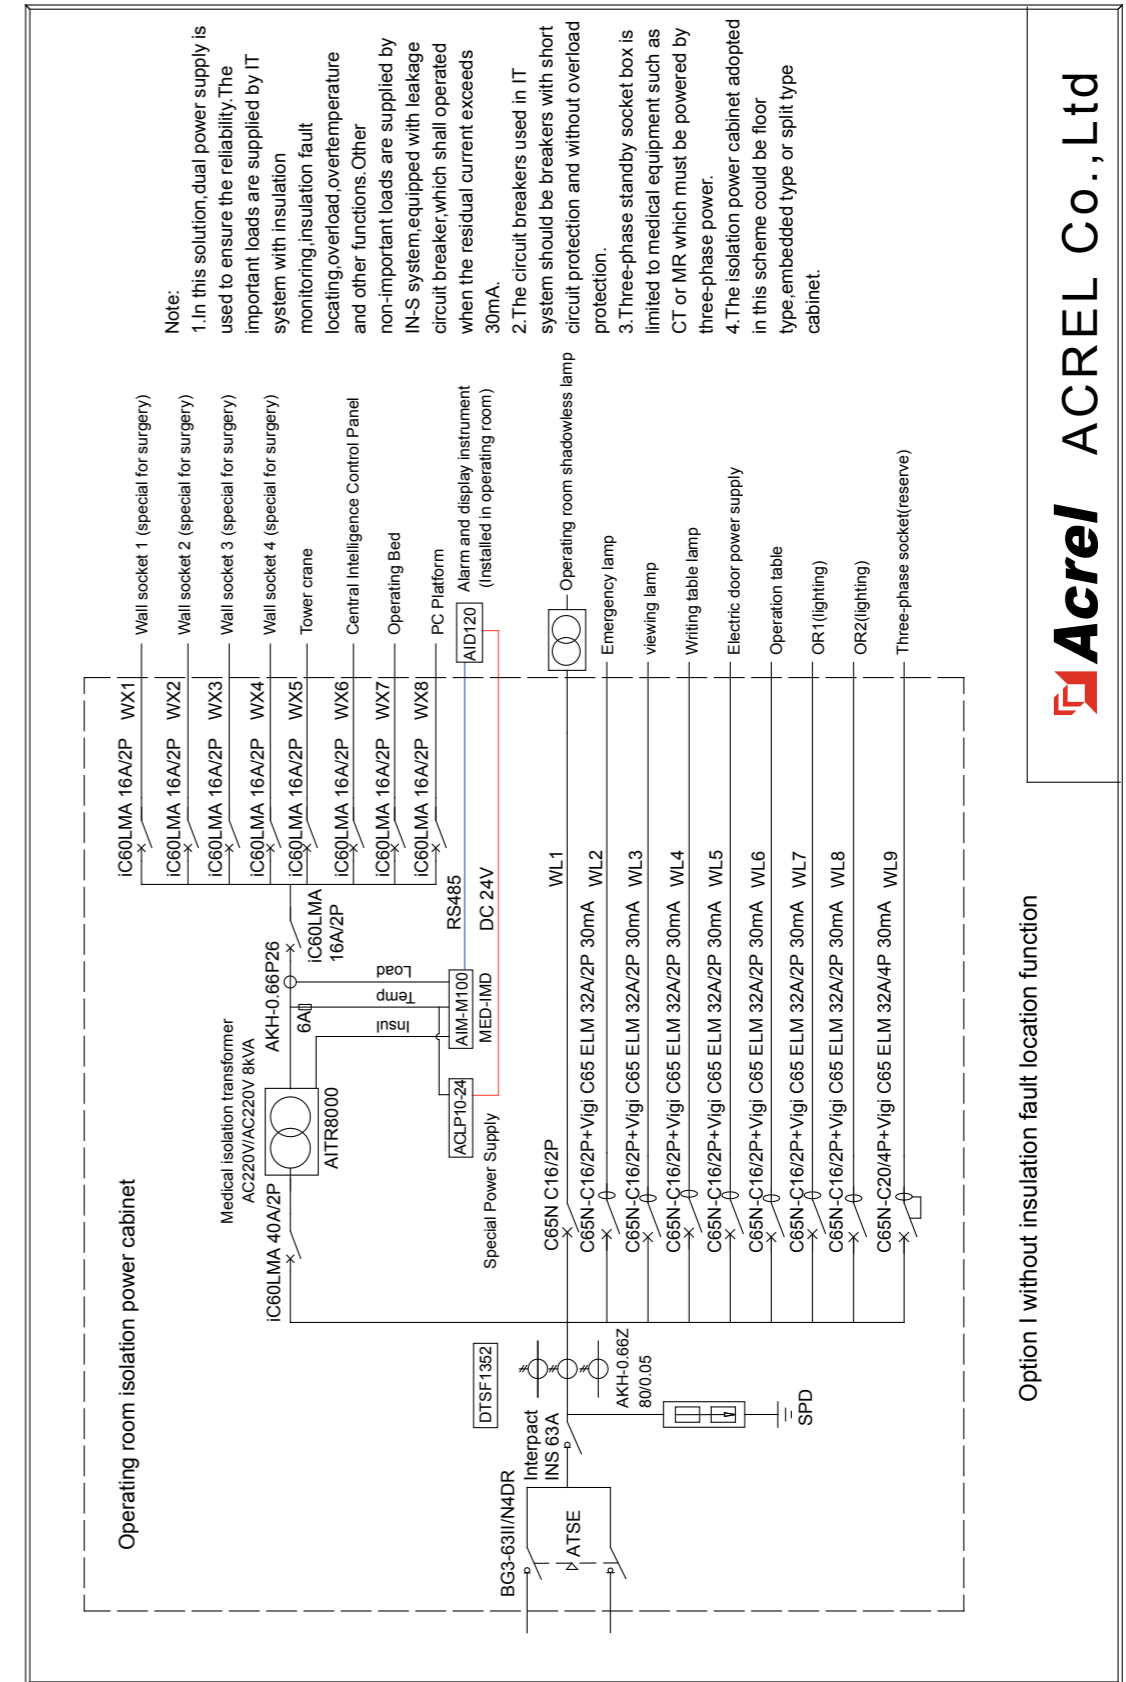 Operating room isolation power cabinet
Medical isolation transformer
AC220V/AC220V 8kVA
iC60LMA 40A/2P
AITR8000
AKH-0.66P26
6A
iC60LMA
16A/2P
Insul
Temp
Load
ACLP10-24
Special Power Supply
AIM-M100
MED-IMD
RS485
DC 24V
AID120
Alarm and display instrument
(Installed in operating room)
iC60LMA 16A/2P WX1 Wall socket 1 (special for surgery)
iC60LMA 16A/2P WX2 Wall socket 2 (special for surgery)
iC60LMA 16A/2P WX3 Wall socket 3 (special for surgery)
iC60LMA 16A/2P WX4 Wall socket 4 (special for surgery)
iC60LMA 16A/2P WX5 Tower crane
iC60LMA 16A/2P WX6 Central Intelligence Control Panel
iC60LMA 16A/2P WX7 Operating Bed
iC60LMA 16A/2P WX8 PC Platform
BG3-63II/N4DR
ATSE
Interpact
INS 63A
DTSF1352
AKH-0.66Z
80/0.05
SPD
C65N C16/2P WL1 Operating room shadowless lamp
C65N-C16/2P+Vigi C65 ELM 32A/2P 30mA WL2 Emergency lamp
C65N-C16/2P+Vigi C65 ELM 32A/2P 30mA WL3 viewing lamp
C65N-C16/2P+Vigi C65 ELM 32A/2P 30mA WL4 Writing table lamp
C65N-C16/2P+Vigi C65 ELM 32A/2P 30mA WL5 Electric door power supply
C65N-C16/2P+Vigi C65 ELM 32A/2P 30mA WL6 Operation table
C65N-C16/2P+Vigi C65 ELM 32A/2P 30mA WL7 OR1(lighting)
C65N-C16/2P+Vigi C65 ELM 32A/2P 30mA WL8 OR2(lighting)
C65N-C20/4P+Vigi C65 ELM 32A/4P 30mA WL9 Three-phase socket(reserve)
Note:
1.In this solution,dual power supply is
used to ensure the reliability.The
important loads are supplied by IT
system with insulation
monitoring,insulation fault
locating,overload,overtemperature
and other functions.Other
non-important loads are supplied by
IN-S system,equipped with leakage
circuit breaker,which shall operated
when the residual current exceeds
30mA.
2.The circuit breakers used in IT
system should be breakers with short
circuit protection and without overload
protection.
3.Three-phase standby socket box is
limited to medical equipment such as
CT or MR which must be powered by
three-phase power.
4.The isolation power cabinet adopted
in this scheme could be floor
type,embedded type or split type
cabinet.
Option I without insulation fault location function
Acrel ACREL Co.,Ltd